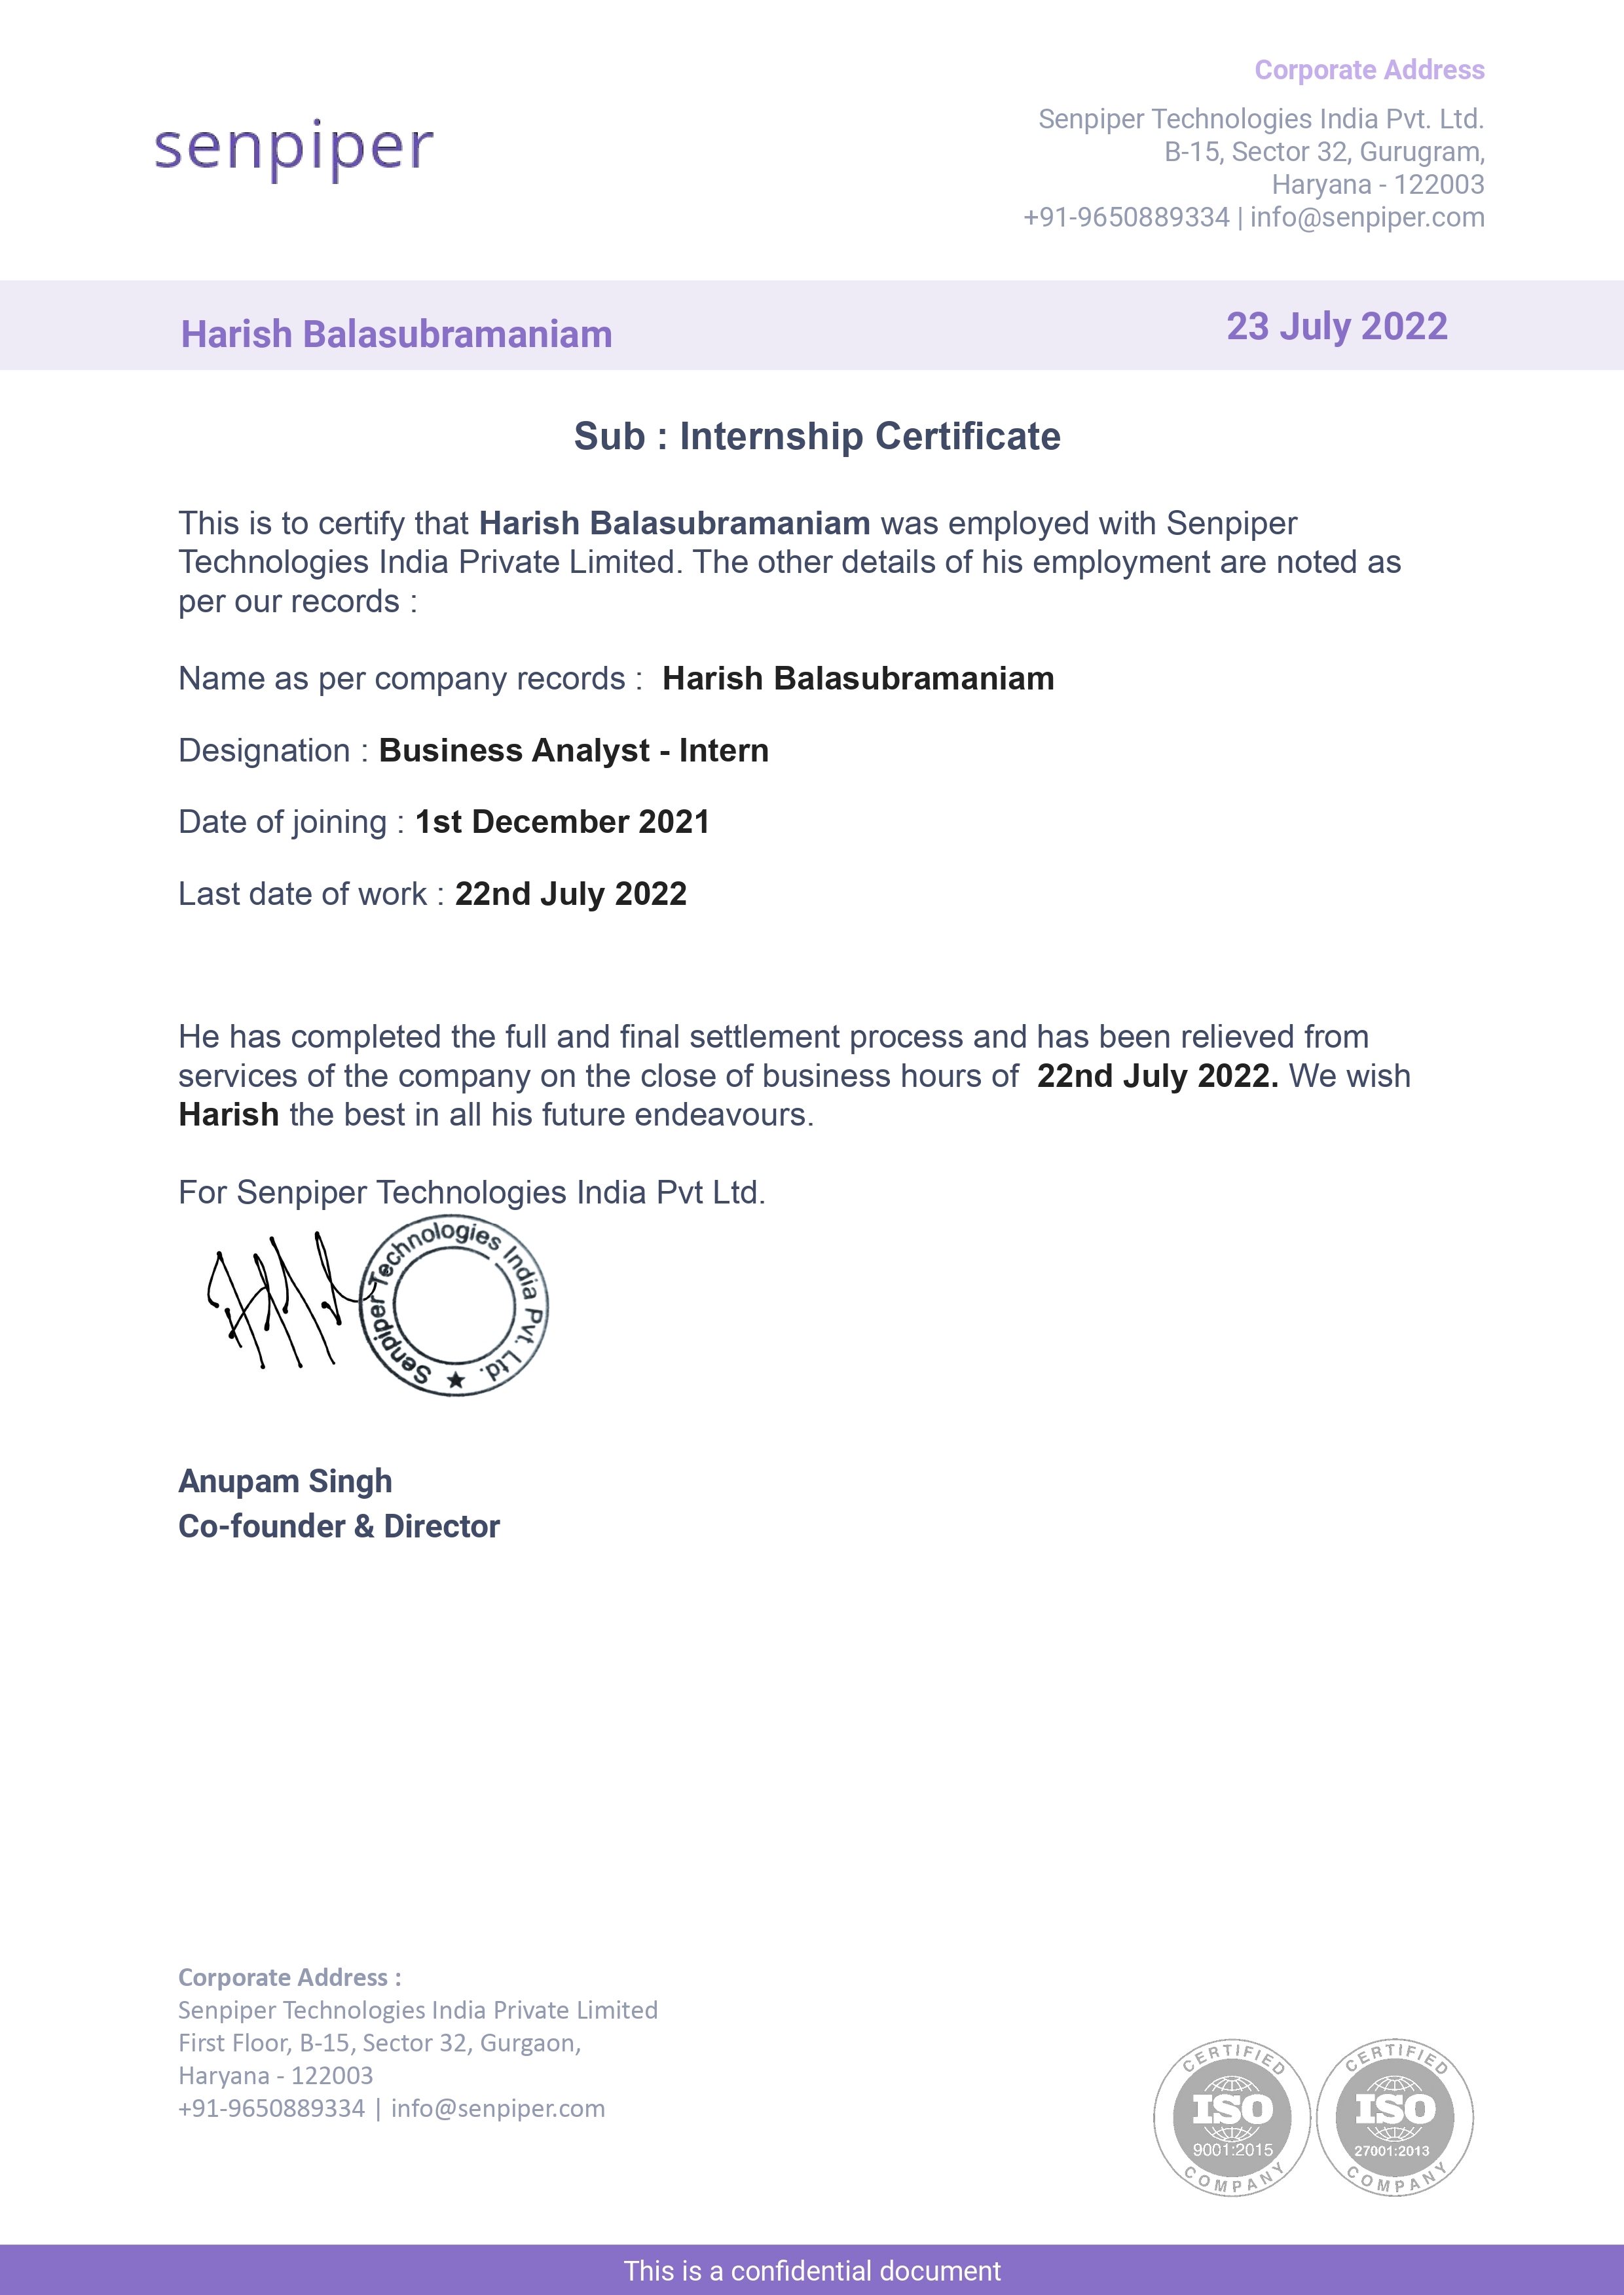 senpiper
Corporate Address
Senpiper Technologies India Pvt. Ltd.
B-15, Sector 32, Gurugram,
Haryana - 122003
+91-9650889334 | info@senpiper.com
Harish Balasubramaniam
23 July 2022
Sub : Internship Certificate
This is to certify that Harish Balasubramaniam was employed with Senpiper
Technologies India Private Limited. The other details of his employment are noted as
per our records :
Name as per company records : Harish Balasubramaniam
Designation : Business Analyst - Intern
Date of joining : 1st December 2021
Last date of work : 22nd July 2022
He has completed the full and final settlement process and has been relieved from
services of the company on the close of business hours of 22nd July 2022. We wish
Harish the best in all his future endeavours.
For Senpiper Technologies India Pvt Ltd.
Senpiper Technologies India Pvt. Ltd.
Anupam Singh
Co-founder & Director
Corporate Address :
Senpiper Technologies India Private Limited
First Floor, B-15, Sector 32, Gurgaon,
Haryana - 122003
+91-9650889334 | info@senpiper.com
CERTIFIED
ISO
9001:2015
COMPANY
CERTIFIED
ISO
27001:2013
COMPANY
This is a confidential document